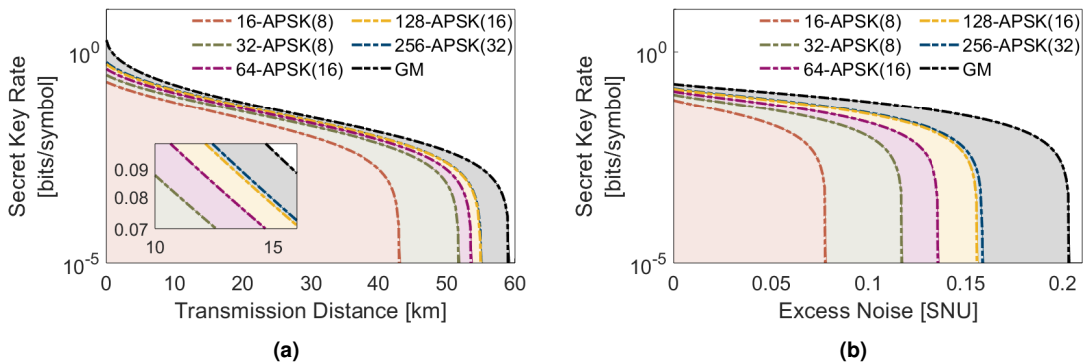 16-APSK(8) 128-APSK(16)
32-APSK(8) 256-APSK(32)
64-APSK(16) GM
Secret Key Rate
[bits/symbol]
10^0
10^-5
0.09
0.08
0.07
10 15
0 10 20 30 40 50 60
Transmission Distance [km]
(a)
16-APSK(8) 128-APSK(16)
32-APSK(8) 256-APSK(32)
64-APSK(16) GM
Secret Key Rate
[bits/symbol]
10^0
10^-5
0 0.05 0.1 0.15 0.2
Excess Noise [SNU]
(b)